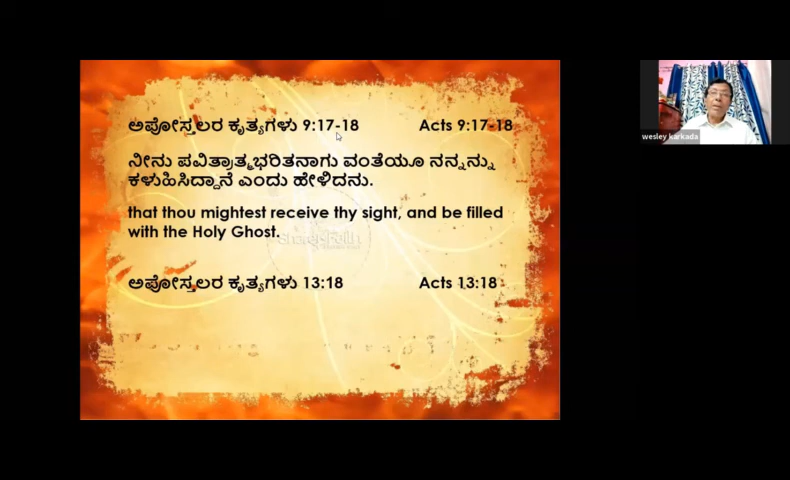 ಅಪೋಸ್ತಲರ ಕೃತ್ಯಗಳು 9:17-18 Acts 9:17-18
ನೀನು ಪವಿತ್ರಾತ್ಮಭರಿತನಾಗು ವಂತೆಯೂ ನನ್ನನ್ನು
ಕಳುಹಿಸಿದ್ದಾನೆ ಎಂದು ಹೇಳಿದನು.
that thou mightest receive thy sight, and be filled
with the Holy Ghost.
ಅಪೋಸ್ತಲರ ಕೃತ್ಯಗಳು 13:18 Acts 13:18
wesley karkada